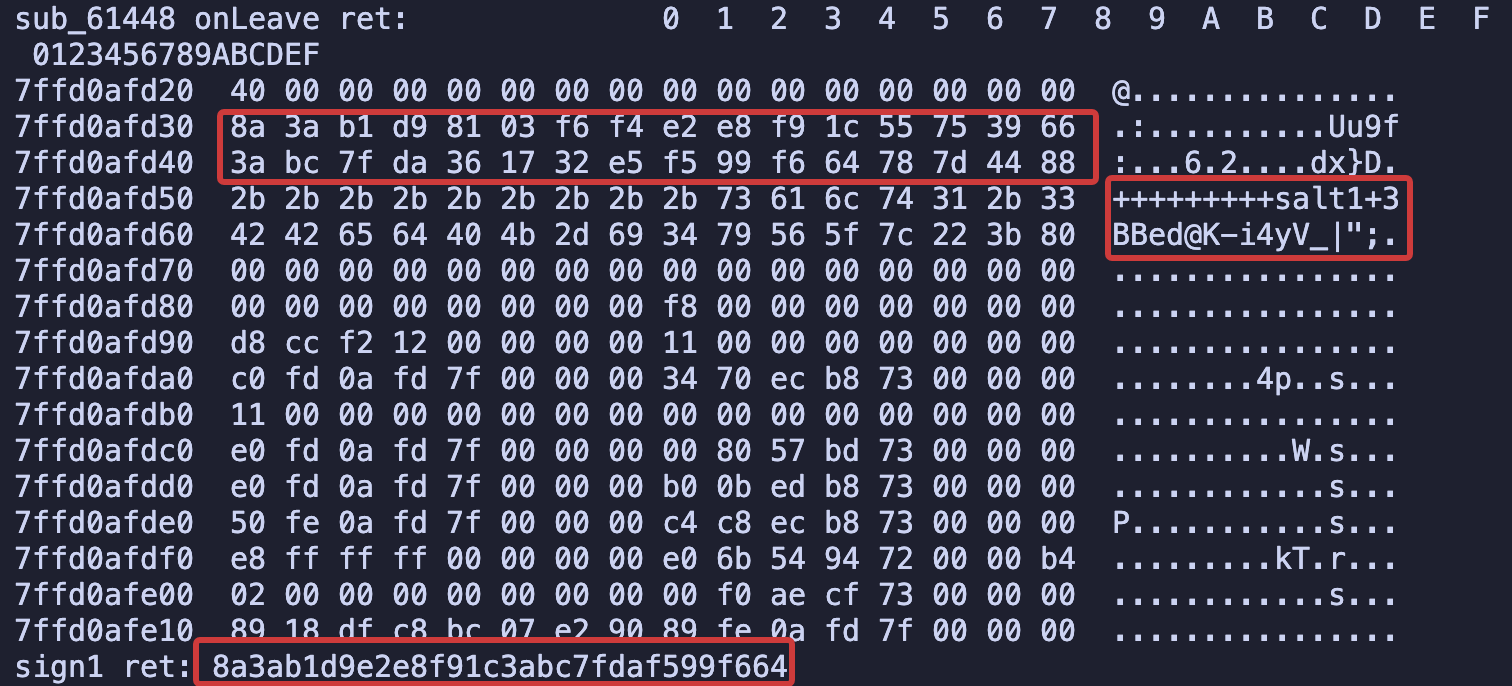 sub_61448 onLeave ret:              0  1  2  3  4  5  6  7  8  9  A  B  C  D  E  F
 0123456789ABCDEF
7ffd0afd20  40 00 00 00 00 00 00 00 00 00 00 00 00 00 00 00  @...............
7ffd0afd30  8a 3a b1 d9 81 03 f6 f4 e2 e8 f9 1c 55 75 39 66  .:..........Uu9f
7ffd0afd40  3a bc 7f da 36 17 32 e5 f5 99 f6 64 78 7d 44 88  :...6.2....dx}D.
7ffd0afd50  2b 2b 2b 2b 2b 2b 2b 2b 2b 73 61 6c 74 31 2b 33  +++++++++salt1+3
7ffd0afd60  42 42 65 64 40 4b 2d 69 34 79 56 5f 7c 22 3b 80  BBed@K-i4yV_|";.
7ffd0afd70  00 00 00 00 00 00 00 00 00 00 00 00 00 00 00 00  ................
7ffd0afd80  00 00 00 00 00 00 00 00 f8 00 00 00 00 00 00 00  ................
7ffd0afd90  d8 cc f2 12 00 00 00 00 11 00 00 00 00 00 00 00  ................
7ffd0afda0  c0 fd 0a fd 7f 00 00 00 34 70 ec b8 73 00 00 00  ........4p..s...
7ffd0afdb0  11 00 00 00 00 00 00 00 00 00 00 00 00 00 00 00  ................
7ffd0afdc0  e0 fd 0a fd 7f 00 00 00 00 80 57 bd 73 00 00 00  ..........W.s...
7ffd0afdd0  e0 fd 0a fd 7f 00 00 00 b0 0b ed b8 73 00 00 00  ............s...
7ffd0afde0  50 fe 0a fd 7f 00 00 00 c4 c8 ec b8 73 00 00 00  P...........s...
7ffd0afdf0  e8 ff ff ff 00 00 00 00 e0 6b 54 94 72 00 00 b4  .........kT.r...
7ffd0afe00  02 00 00 00 00 00 00 00 f0 ae cf 73 00 00 00  ............s...
7ffd0afe10  89 18 df c8 bc 07 e2 90 89 fe 0a fd 7f 00 00 00  ................
sign1 ret: 8a3ab1d9e2e8f91c3abc7fdaf599f664